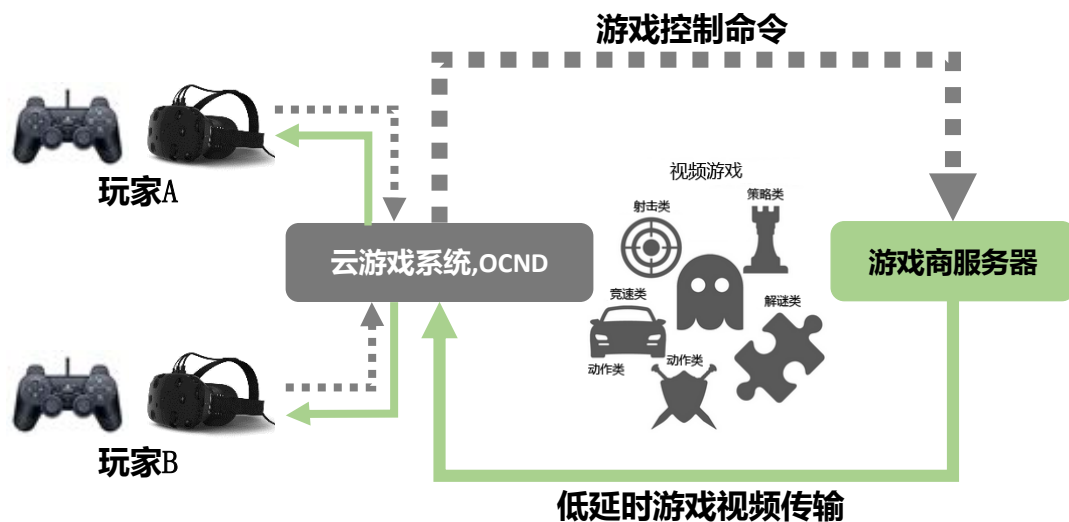 游戏控制命令
玩家A
视频游戏
射击类
策略类
云游戏系统,OCND
游戏商服务器
竞速类
解谜类
动作类
动作类
玩家B
低延时游戏视频传输